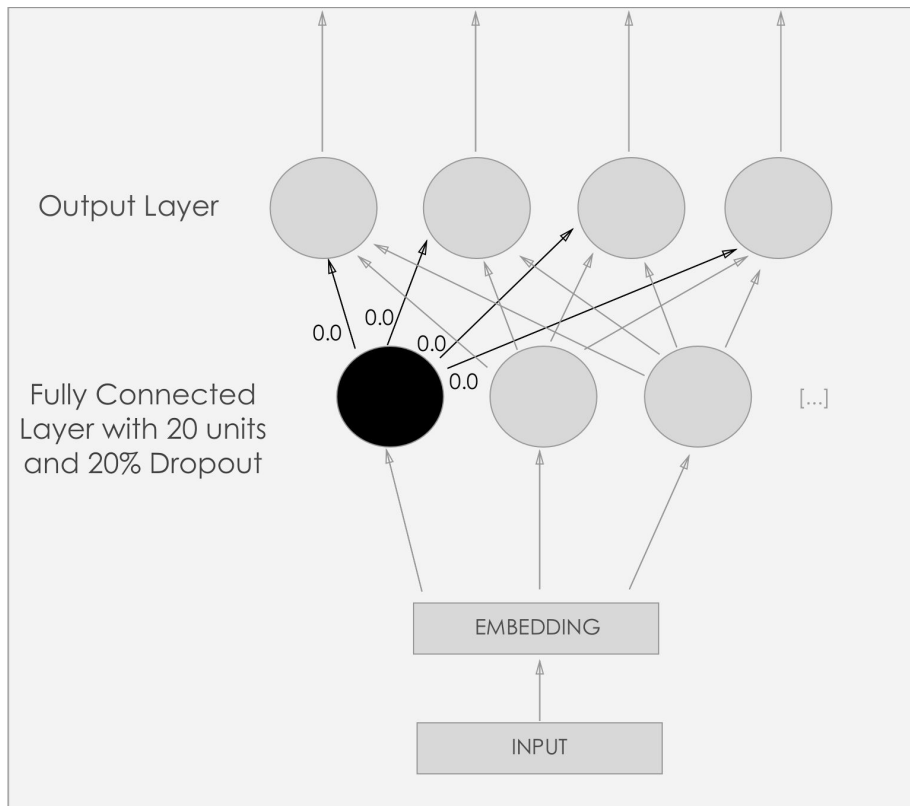 Output Layer
0.0
0.0
0.0
0.0
Fully Connected
Layer with 20 units
and 20% Dropout
[...]
EMBEDDING
INPUT